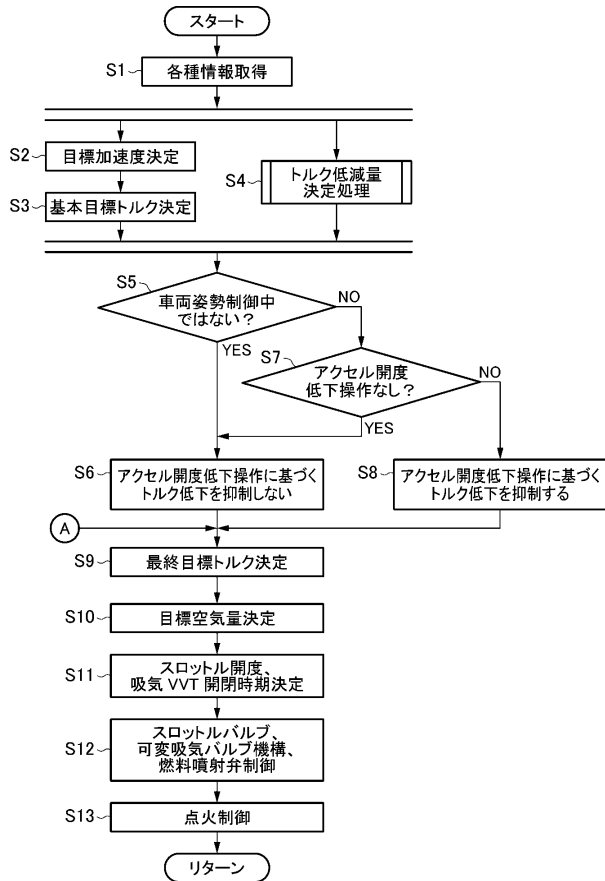 スタート
S1
各種情報取得
S2
目標加速度決定
S3
基本目標トルク決定
S4
トルク低減量
決定処理
S5
車両姿勢制御中
ではない？
NO
YES
S7
アクセル開度
低下操作なし？
NO
YES
S6
アクセル開度低下操作に基づく
トルク低下を抑制しない
S8
アクセル開度低下操作に基づく
トルク低下を抑制する
A
S9
最終目標トルク決定
S10
目標空気量決定
S11
スロットル開度、
吸気VVT開閉時期決定
S12
スロットルバルブ、
可変吸気バルブ機構、
燃料噴射弁制御
S13
点火制御
リターン